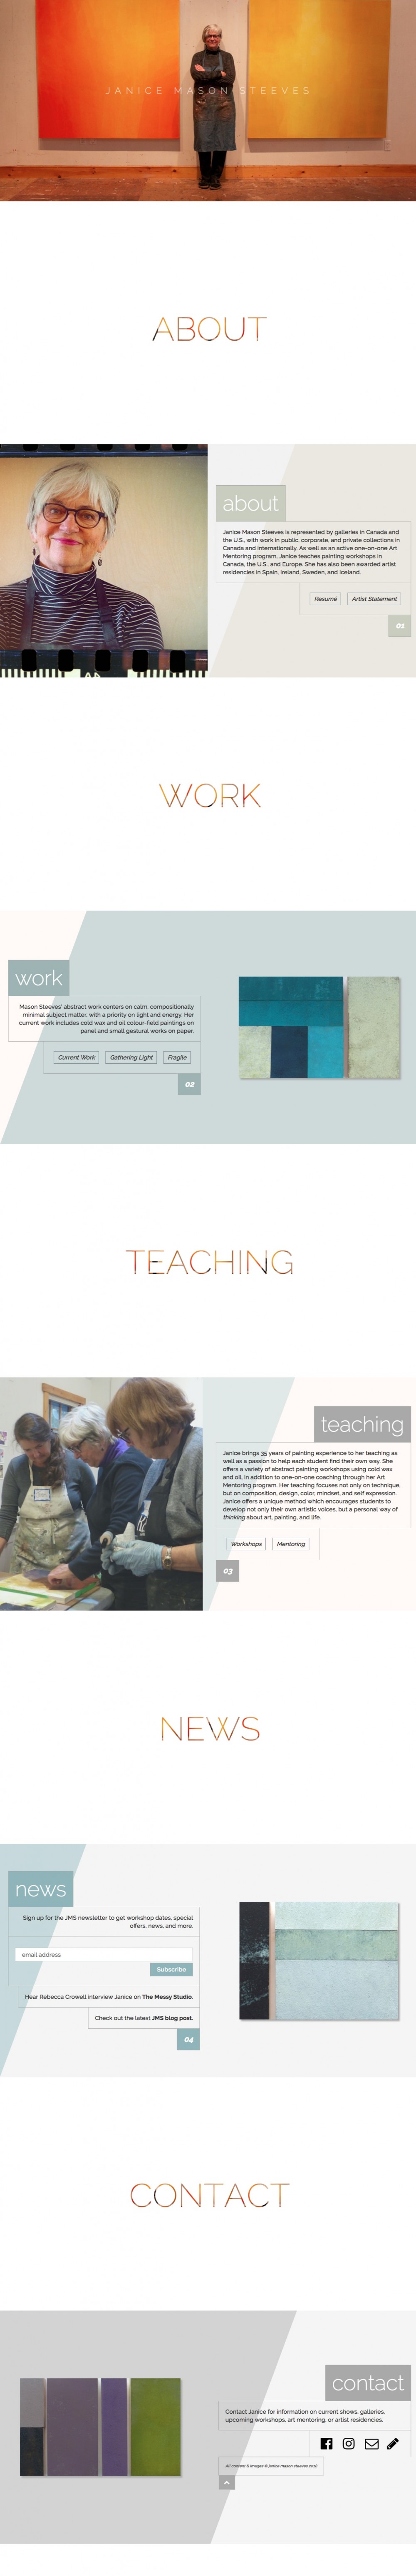 JANICE MASON STEEVES
ABOUT
about
Janice Mason Steeves is represented by galleries in Canada and
the U.S., with work in public, corporate, and private collections in
Canada and internationally. As well as an active one-on-one Art
Mentoring program, Janice teaches painting workshops in
Canada, the U.S., and Europe. She has also been awarded artist
residencies in Spain, Ireland, Sweden, and Iceland.
Resumé Artist Statement
01
WORK
work
Mason Steeves' abstract work centers on calm, compositionally
minimal subject matter, with a priority on light and energy. Her
current work includes cold wax and oil colour-field paintings on
panel and small gestural works on paper.
Current Work Gathering Light Fragile
02
TEACHING
teaching
Janice brings 35 years of painting experience to her teaching as
well as a passion to help each student find their own way. She
offers a variety of abstract painting workshops using cold wax
and oil, in addition to one-on-one coaching through her Art
Mentoring program. Her teaching focuses not only on technique,
but on composition, design, color, mindset, and self expression.
Janice offers a unique method which encourages students to
develop not only their own artistic voices, but a personal way of
thinking about art, painting, and life.
Workshops Mentoring
03
NEWS
news
Sign up for the JMS newsletter to get workshop dates, special
offers, news, and more.
email address
Subscribe
Hear Rebecca Crowell interview Janice on The Messy Studio.
Check out the latest JMS blog post.
04
CONTACT
contact
Contact Janice for information on current shows, galleries,
upcoming workshops, art mentoring, or artist residencies.
All content & images © janice mason steeves 2018